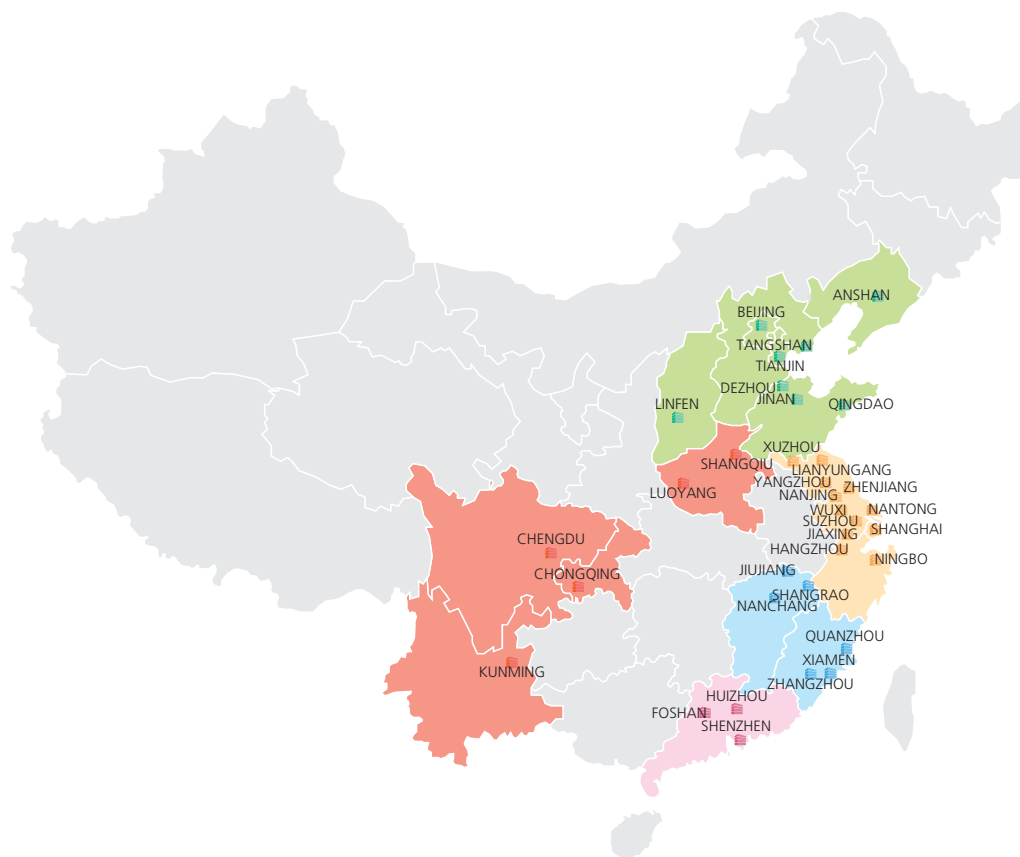 ANSHAN
BEIJING
TANGSHAN
TIANJIN
DEZHOU
JINAN
LINFEN
QINGDAO
XUZHOU
SHANGQIU
LIANYUNGANG
YANGZHOU
ZHENJIANG
LUOYANG
NANJING
WUXI
NANTONG
SUZHOU
SHANGHAI
JIAXING
CHENGDU
HANGZHOU
NINGBO
CHONGQING
JIUJIANG
SHANGRAO
NANCHANG
QUANZHOU
XIAMEN
KUNMING
ZHANGZHOU
HUIZHOU
FOSHAN
SHENZHEN